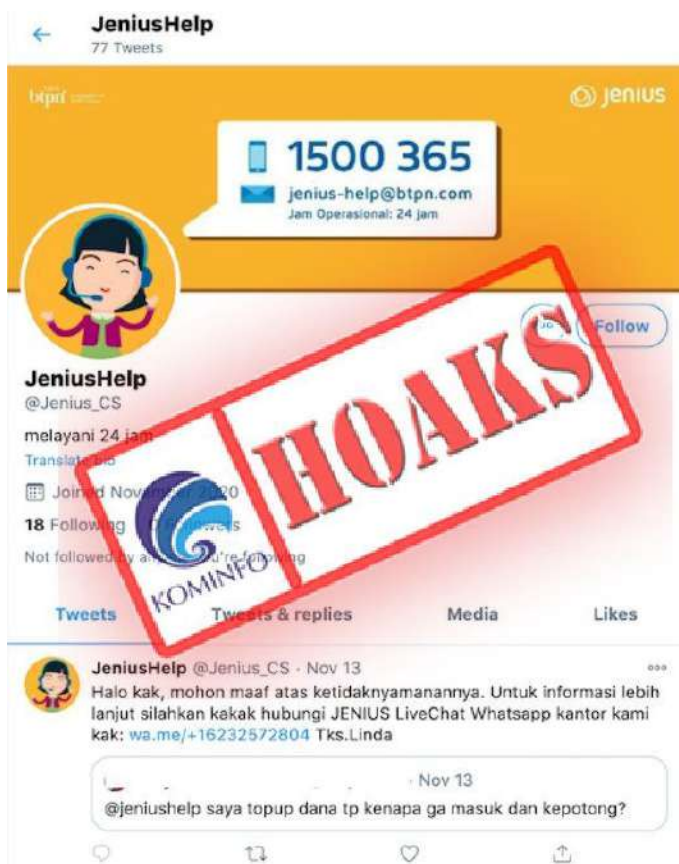 JeniusHelp
77 Tweets
btpn
jenius
1500 365
jenius-help@btpn.com
Jam Operasional: 24 jam
Follow
JeniusHelp
@Jenius_CS
melayani 24 jam
Translate bio
Joined November 2020
18 Following Followers
Not followed by you're following
KOMINFO
HOAKS
Tweets Tweets & replies Media Likes
JeniusHelp @Jenius_CS · Nov 13
Halo kak, mohon maaf atas ketidaknyamanannya. Untuk informasi lebih
lanjut silahkan kakak hubungi JENIUS LiveChat Whatsapp kantor kami
kak: wa.me/+16232572804 Tks.Linda
· Nov 13
@jeniushelp saya topup dana tp kenapa ga masuk dan kepotong?